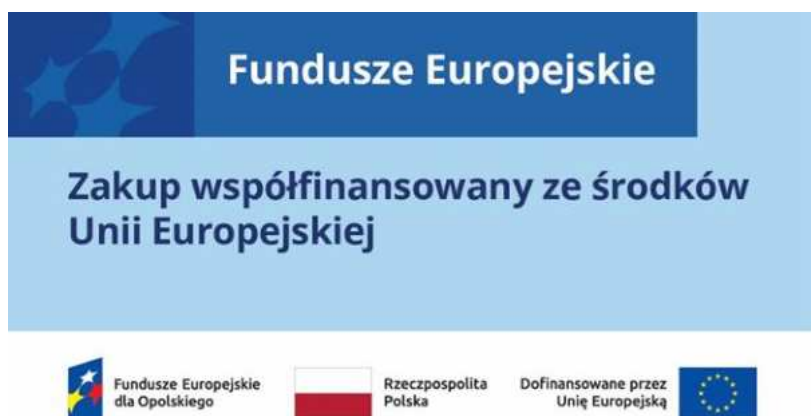 Fundusze Europejskie
Zakup współfinansowany ze środków
Unii Europejskiej
Fundusze Europejskie
dla Opolskiego
Rzeczpospolita
Polska
Dofinansowane przez
Unię Europejską